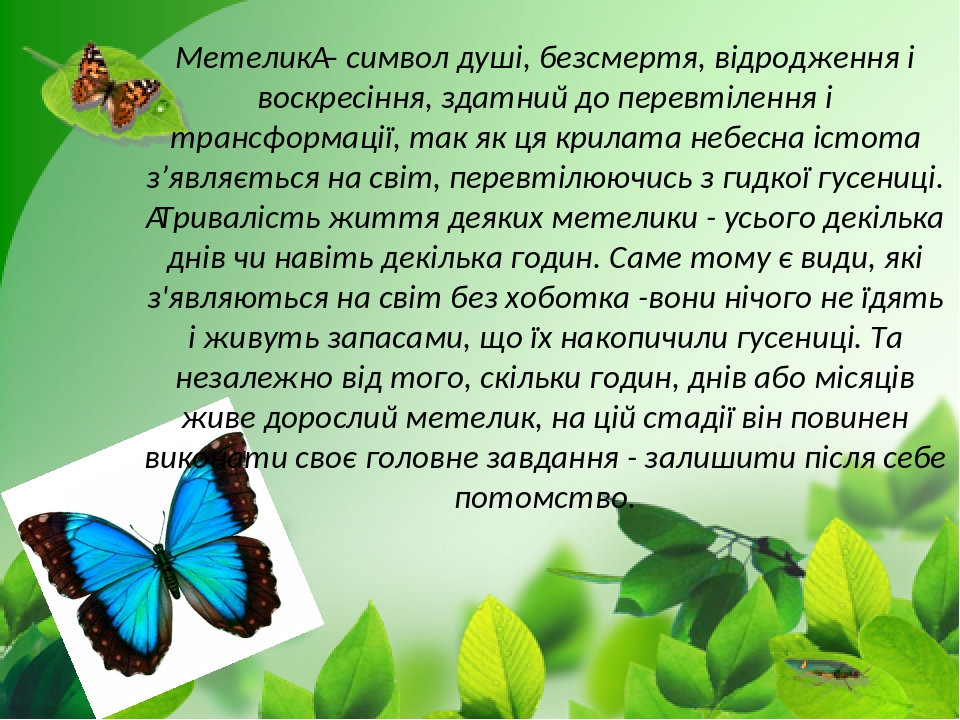 МетеликА– символ душі, безсмертя, відродження і
воскресіння, здатний до перевтілення і
трансформації, так як ця крилата небесна істота
з’являється на світ, перевтілюючись з гидкої гусениці.
АТривалість життя деяких метелики - усього декілька
днів чи навіть декілька годин. Саме тому є види, які
з'являються на світ без хоботка -вони нічого не їдять
і живуть запасами, що їх накопичили гусениці. Та
незалежно від того, скільки годин, днів або місяців
живе дорослий метелик, на цій стадії він повинен
виконати своє головне завдання - залишити після себе
потомство.